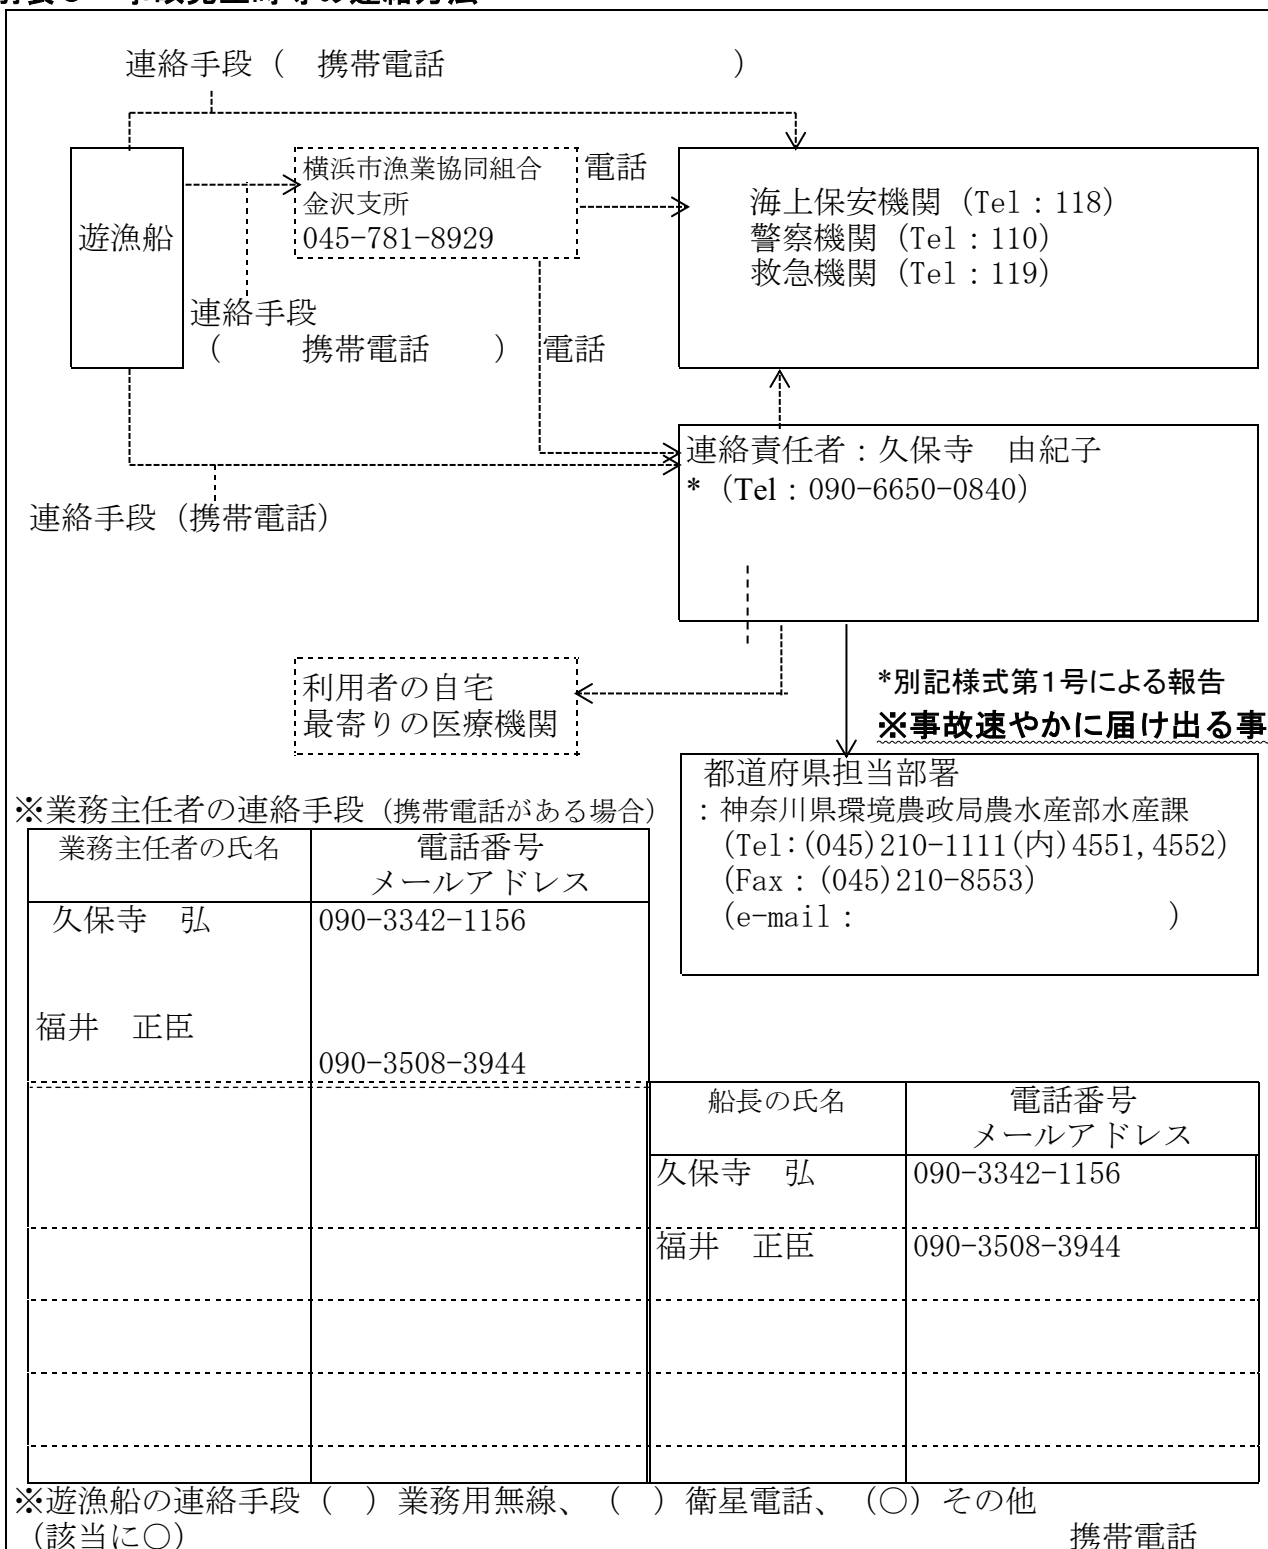 連絡手段（　携帯電話　　　　　　　　　）
横浜市漁業協同組合
金沢支所
045-781-8929
電話
海上保安機関（Tel：118）
警察機関（Tel：110）
救急機関（Tel：119）
遊漁船
連絡手段
（　　携帯電話　　）
電話
連絡責任者：久保寺　由紀子
*（Tel：090-6650-0840）
連絡手段（携帯電話）
利用者の自宅
最寄りの医療機関
*別記様式第１号による報告
※事故速やかに届け出る事
都道府県担当部署
：神奈川県環境農政局農水産部水産課
(Tel：(045)210-1111(内)4551,4552)
(Fax：(045)210-8553)
(e-mail：　　　　　　　　　　)
※業務主任者の連絡手段（携帯電話がある場合）
業務主任者の氏名
電話番号
メールアドレス
久保寺　弘
090-3342-1156
福井　正臣
090-3508-3944
船長の氏名
電話番号
メールアドレス
久保寺　弘
090-3342-1156
福井　正臣
090-3508-3944
※遊漁船の連絡手段（　）業務用無線、（　）衛星電話、（○）その他
（該当に○）
携帯電話